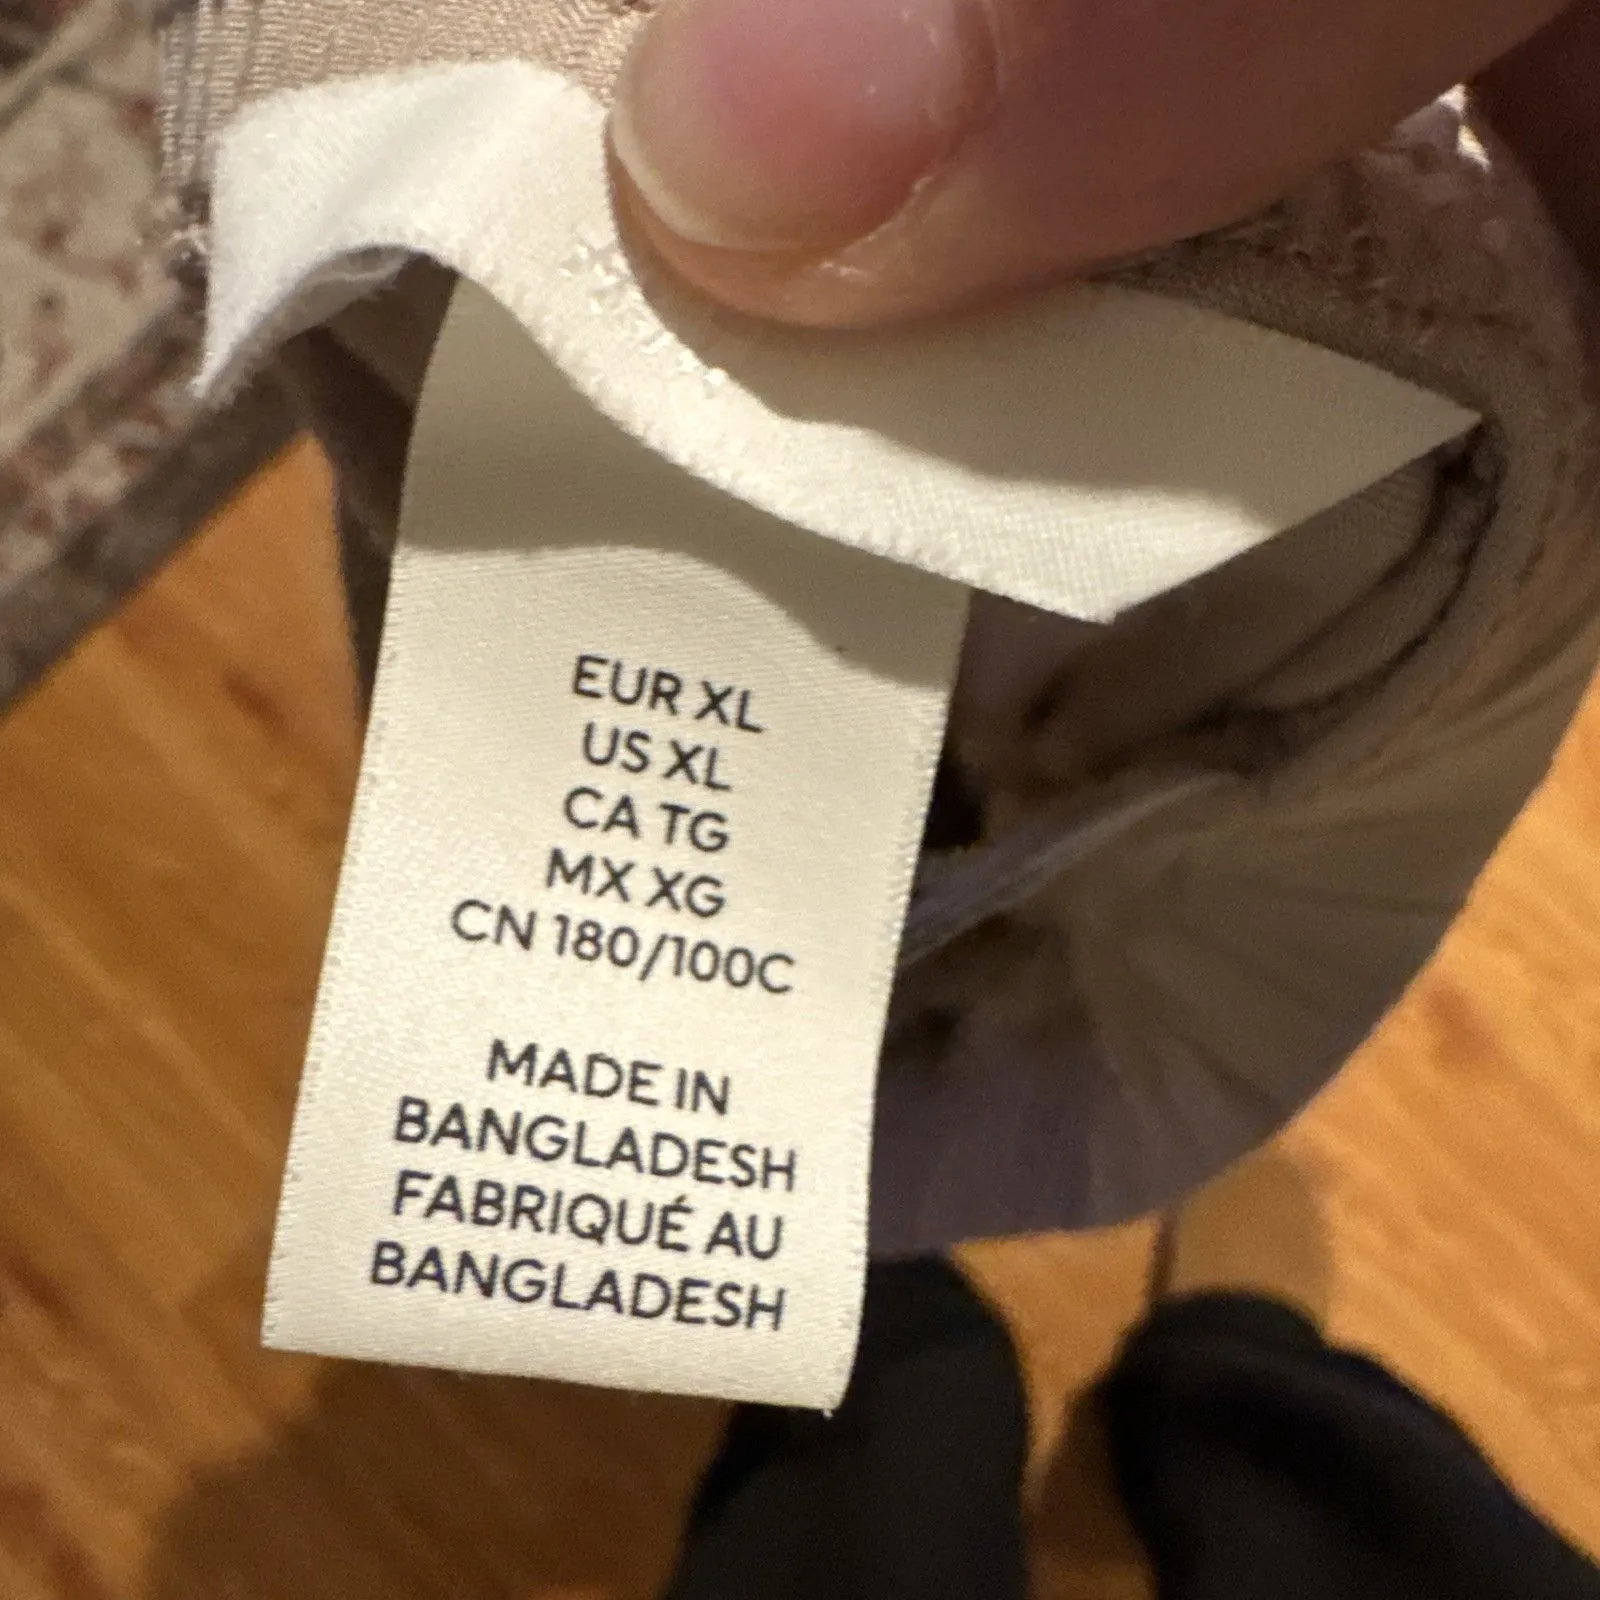 EUR XL
US XL
CA TG
MX XG
CN 180/100C
MADE IN
BANGLADESH
FABRIQUÉ AU
BANGLADESH